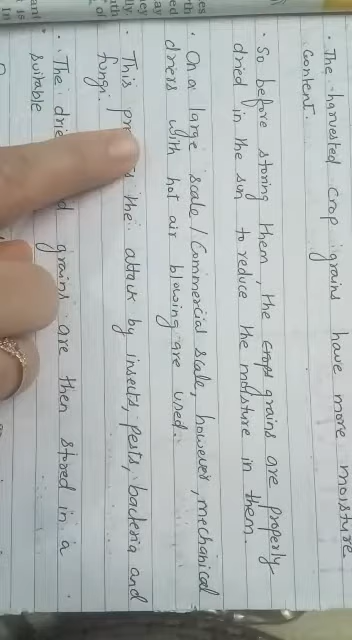 · The harvested crop grains have more moisture
content.
· So before storing them, the grains are properly
dried in the sun to reduce the moisture in them.
· On a large scale / Commercial scale, however, mechanical
driers with hot air blowing are used.
· This the attack by insects, pests, bacteria and
fungi.
· The grains are then stored in a
suitable